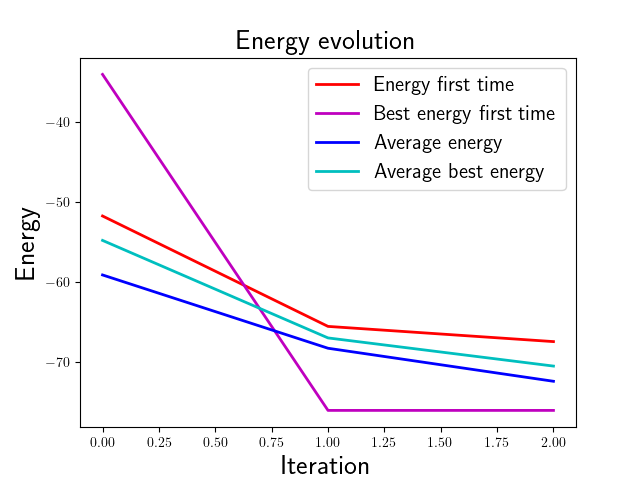 Energy evolution
Energy first time
Best energy first time
Average energy
Average best energy
Energy
−40
−50
−60
−70
0.00 0.25 0.50 0.75 1.00 1.25 1.50 1.75 2.00
Iteration